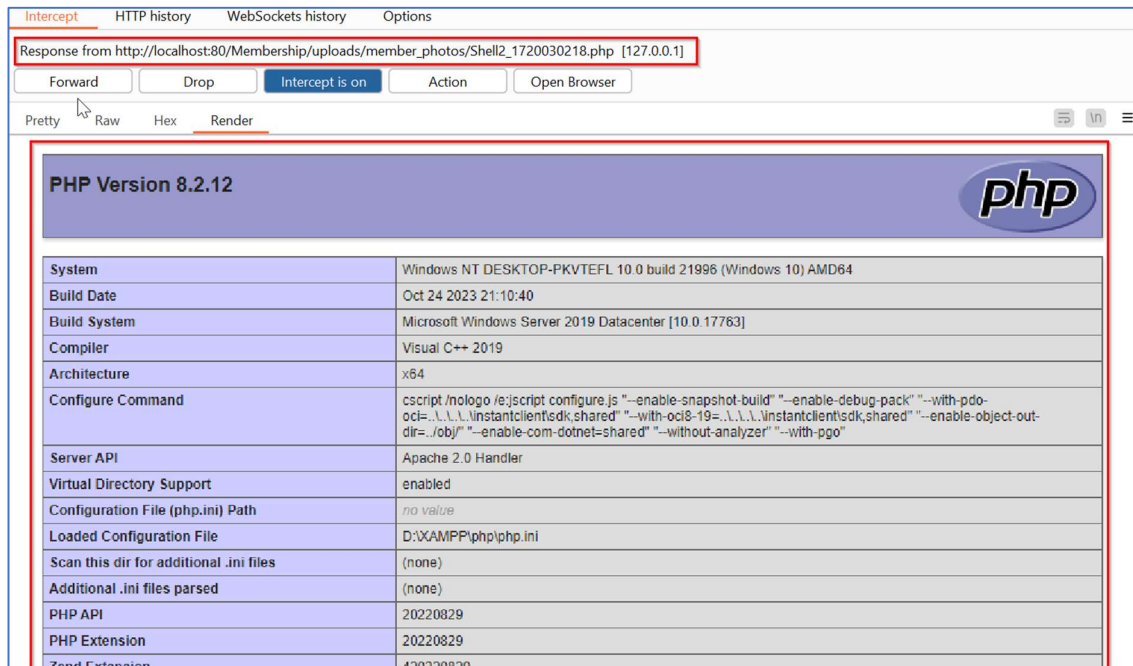 Intercept HTTP history WebSockets history Options
Response from http://localhost:80/Membership/uploads/member_photos/Shell2_1720030218.php [127.0.0.1]
Forward Drop Intercept is on Action Open Browser
Pretty Raw Hex Render \n
PHP Version 8.2.12 php
System Windows NT DESKTOP-PKVTEFL 10.0 build 21996 (Windows 10) AMD64
Build Date Oct 24 2023 21:10:40
Build System Microsoft Windows Server 2019 Datacenter [10.0.17763]
Compiler Visual C++ 2019
Architecture x64
Configure Command cscript /nologo /e:jscript configure.js "--enable-snapshot-build" "--enable-debug-pack" "--with-pdo-
oci=..\..\..\..\instantclient\sdk,shared" "--with-oci8-19=..\..\..\..\instantclient\sdk,shared" "--enable-object-out-
dir=../obj/" "--enable-com-dotnet=shared" "--without-analyzer" "--with-pgo"
Server API Apache 2.0 Handler
Virtual Directory Support enabled
Configuration File (php.ini) Path no value
Loaded Configuration File D:\XAMPP\php\php.ini
Scan this dir for additional .ini files (none)
Additional .ini files parsed (none)
PHP API 20220829
PHP Extension 20220829
Zend Extension 420220829